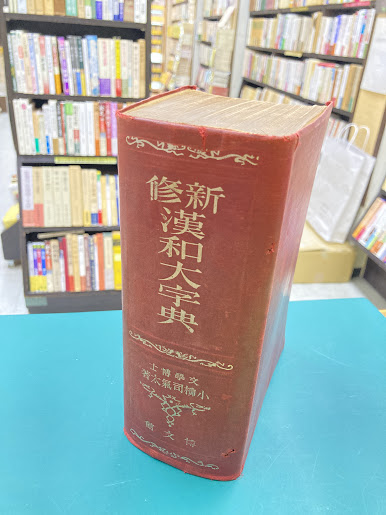 新修
漢和大字典
文學博士
小柳司氣太著
博文館